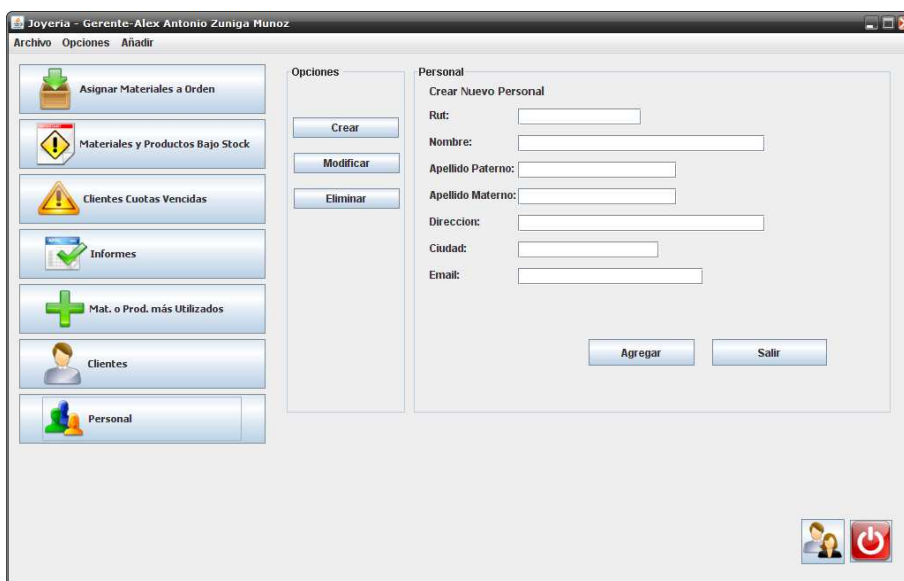 Joyeria - Gerente-Alex Antonio Zuniga Munoz
Archivo Opciones Añadir
Asignar Materiales a Orden
Materiales y Productos Bajo Stock
Clientes Cuotas Vencidas
Informes
Mat. o Prod. más Utilizados
Clientes
Personal
Opciones
Crear
Modificar
Eliminar
Personal
Crear Nuevo Personal
Rut:
Nombre:
Apellido Paterno:
Apellido Materno:
Direccion:
Ciudad:
Email:
Agregar Salir